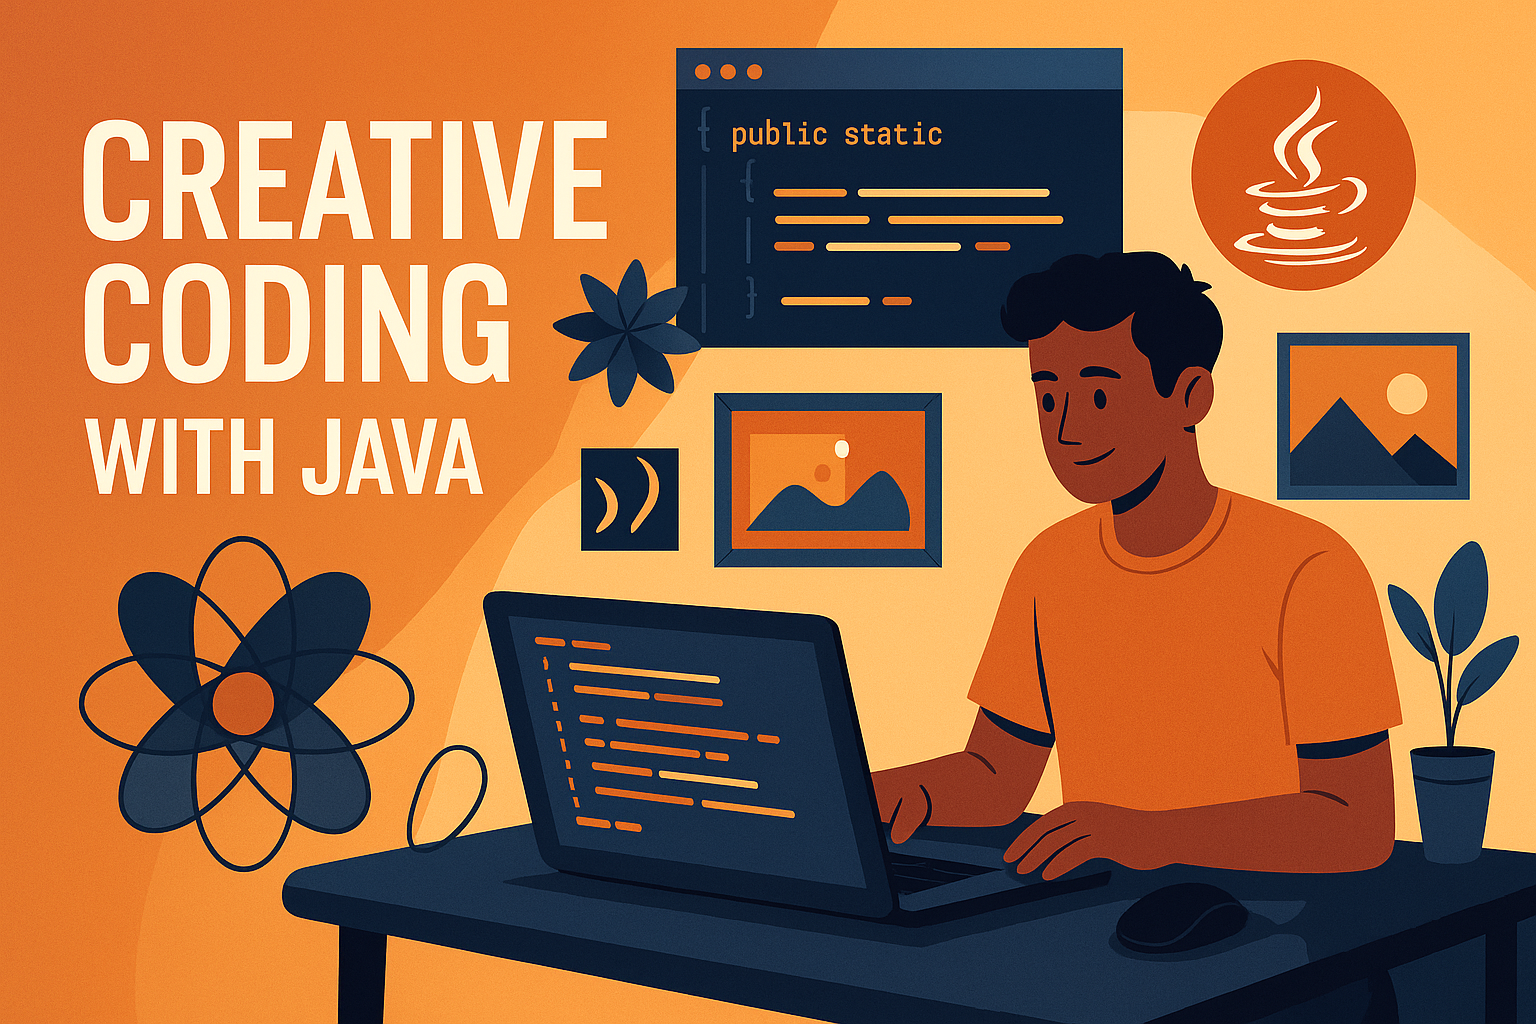 CREATIVE
CODING
WITH JAVA
{ public static
{
}